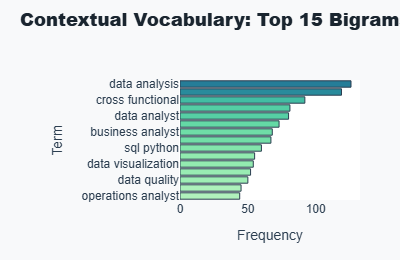 Contextual Vocabulary: Top 15 Bigram
data analysis
cross functional
data analyst
business analyst
sql python
data visualization
data quality
operations analyst
0 50 100
Term
Frequency